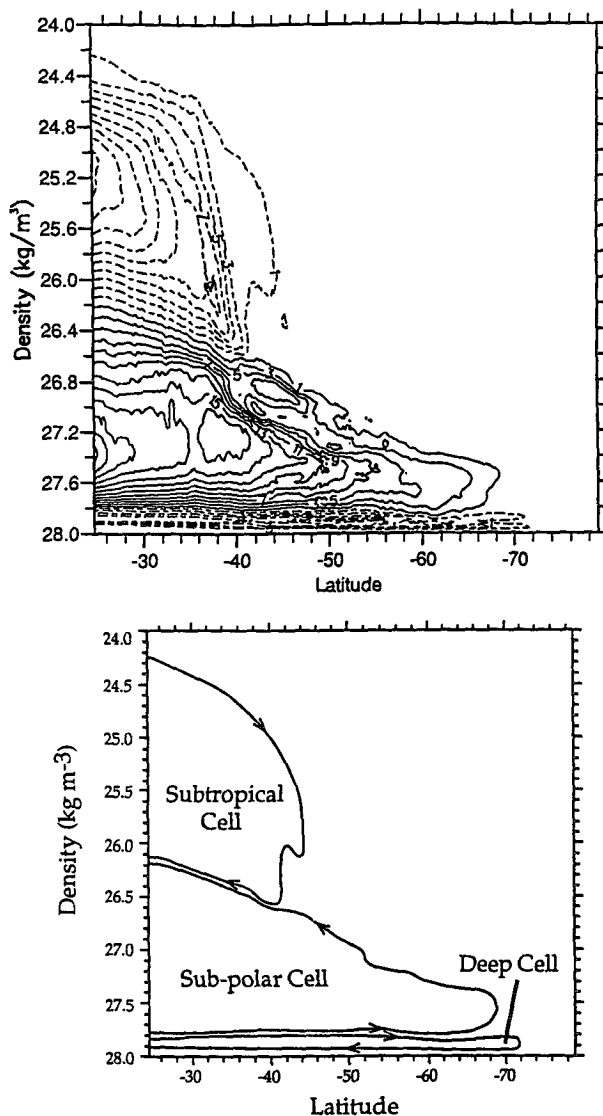 24.0
24.4
24.8
25.2
25.6
26.0
26.4
26.8
27.2
27.6
28.0
Density (kg/m³)
-30 -40 -50 -60 -70
Latitude
24.0
24.5
25.0
25.5
26.0
26.5
27.0
27.5
28.0
Density (kg m-3)
Subtropical
Cell
Sub-polar Cell
Deep Cell
-30 -40 -50 -60 -70
Latitude